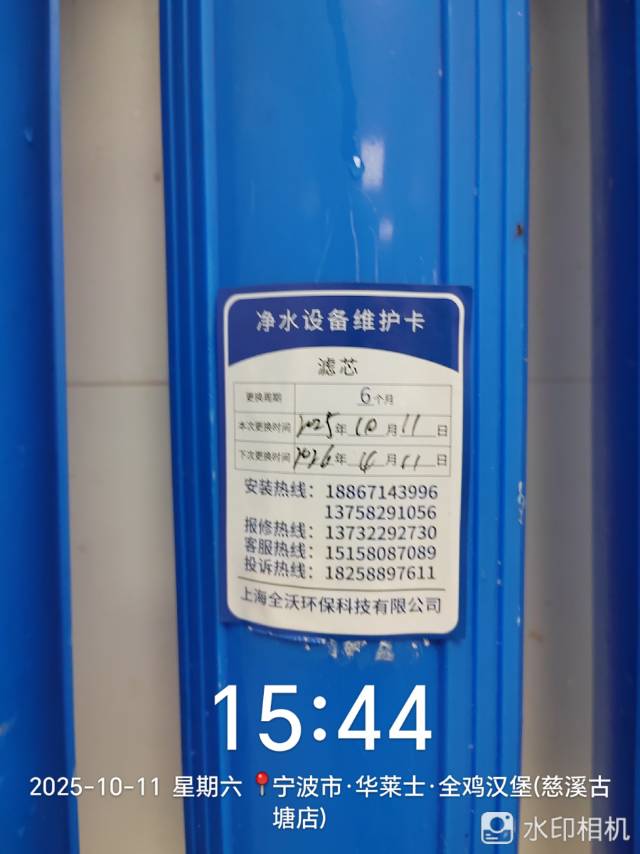 净水设备维护卡
滤芯
更换周期 6个月
本次更换时间 2025年10月11日
下次更换时间 2026年4月11日
安装热线：18867143996
13758291056
报修热线：13732292730
客服热线：15158087089
投诉热线：18258897611
上海全沃环保科技有限公司
15:44
2025-10-11 星期六 宁波市·华莱士·全鸡汉堡(慈溪古
塘店)
水印相机